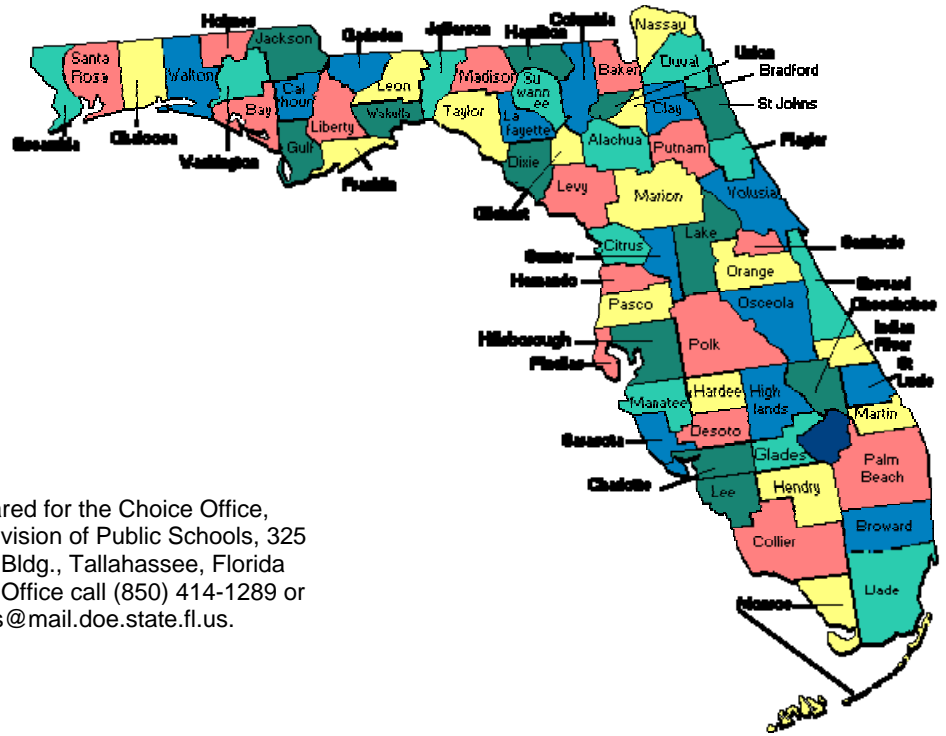 Nassau
Holmes
Jackson
Gadsden
Jefferson
Hamilton
Columbia
Union
Bradford
St Johns
Santa
Rosa
Walton
Leon
Madison
Su
wann
ee
Baker
Duval
Clay
Cal
houn
Bay
Liberty
Wakulla
Taylor
La
fayette
Alachua
Putnam
Flagler
Escambia
Okaloosa
Washington
Gulf
Franklin
Dixie
Gilchrist
Levy
Marion
Volusia
Citrus
Lake
Sumter
Seminole
Hernando
Orange
Brevard
Pasco
Osceola
Okeechobee
Indian
River
Hillsborough
Polk
Pinellas
St
Lucie
Manatee
Hardee
High
lands
Martin
Sarasota
Desoto
Glades
Palm
Beach
Charlotte
Lee
Hendry
Broward
Collier
Dade
Monroe
ared for the Choice Office,
vision of Public Schools, 325
Bldg., Tallahassee, Florida
Office call (850) 414-1289 or
s@mail.doe.state.fl.us.